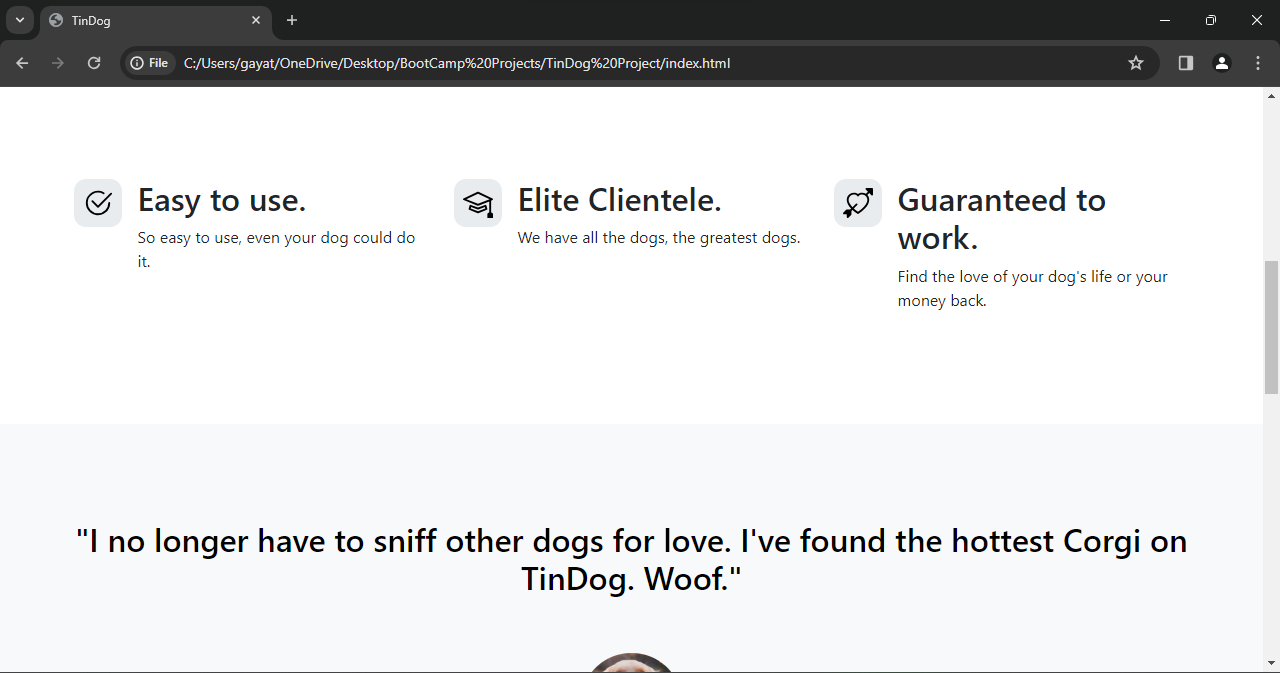 TinDog
File C:/Users/gayat/OneDrive/Desktop/BootCamp%20Projects/TinDog%20Project/index.html
Easy to use.
So easy to use, even your dog could do
it.
Elite Clientele.
We have all the dogs, the greatest dogs.
Guaranteed to
work.
Find the love of your dog's life or your
money back.
"I no longer have to sniff other dogs for love. I've found the hottest Corgi on
TinDog. Woof."